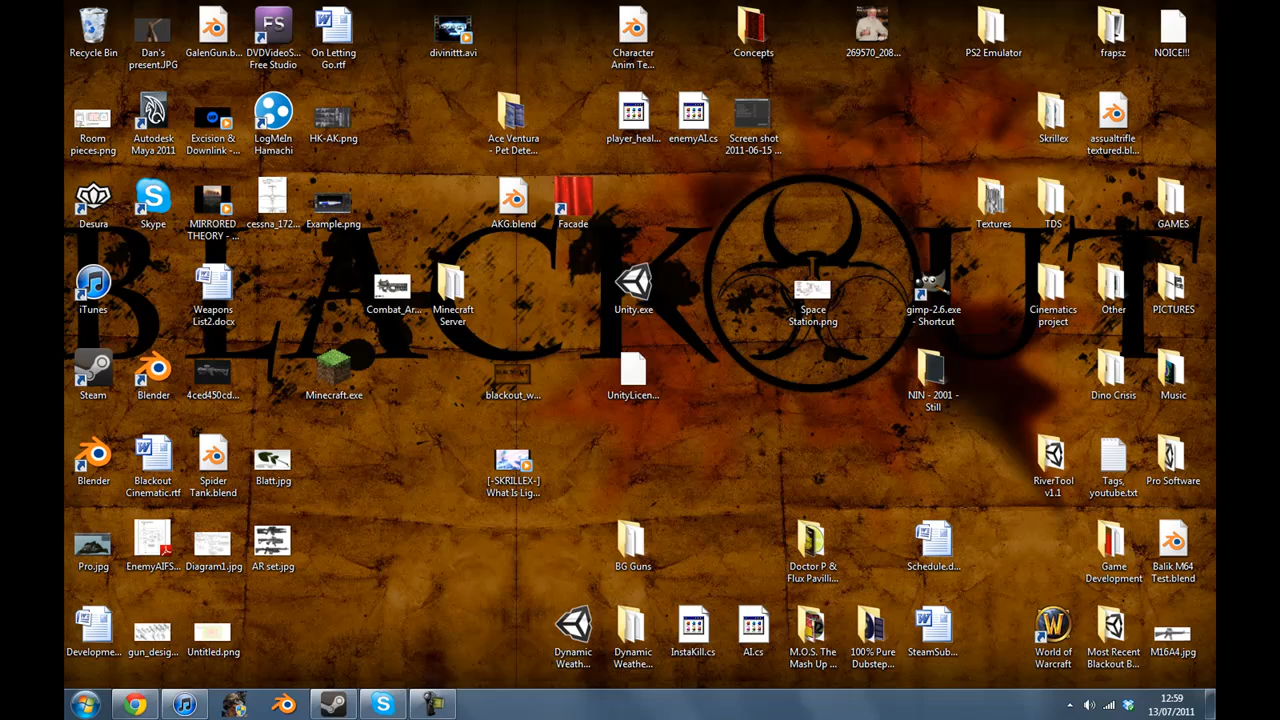 Recycle Bin
Dan's
present.JPG
GalenGun.b...
DVDVideoS...
Free Studio
On Letting
Go.rtf
divinittt.avi
Character
Anim Te...
Concepts
269570_208...
PS2 Emulator
frapsz
NOICE!!!
Room
pieces.png
Autodesk
Maya 2011
Excision &
Downlink -...
LogMeIn
Hamachi
HK-AK.png
Ace Ventura
- Pet Dete...
player_heal...
enemyAI.cs
Screen shot
2011-06-15 ...
Skrillex
assualtrifle
textured.bl...
Desura
Skype
MIRRORED
THEORY - ...
cessna_172...
Example.png
AKG.blend
Facade
Textures
TDS
GAMES
BLACKOUT
iTunes
Weapons
List2.docx
Combat_Ar...
Minecraft
Server
Unity.exe
Space
Station.png
gimp-2.6.exe
- Shortcut
Cinematics
project
Other
PICTURES
Steam
Blender
4ced450cd...
Minecraft.exe
blackout_w...
UnityLicen...
NIN - 2001 -
Still
Dino Crisis
Music
Blender
Blackout
Cinematic.rtf
Spider
Tank.blend
Blatt.jpg
[-SKRILLEX-]
What Is Lig...
RiverTool
v1.1
Tags,
youtube.txt
Pro Software
Pro.jpg
EnemyAIFS...
Diagram1.jpg
AR set.jpg
BG Guns
Doctor P &
Flux Pavilli...
Schedule.d...
Game
Development
Balik M64
Test.blend
Developme...
gun_desig...
Untitled.png
Dynamic
Weath...
Dynamic
Weathe...
InstaKill.cs
AI.cs
M.O.S. The
Mash Up ...
100% Pure
Dubstep...
SteamSub...
World of
Warcraft
Most Recent
Blackout B...
M16A4.jpg
12:59
13/07/2011